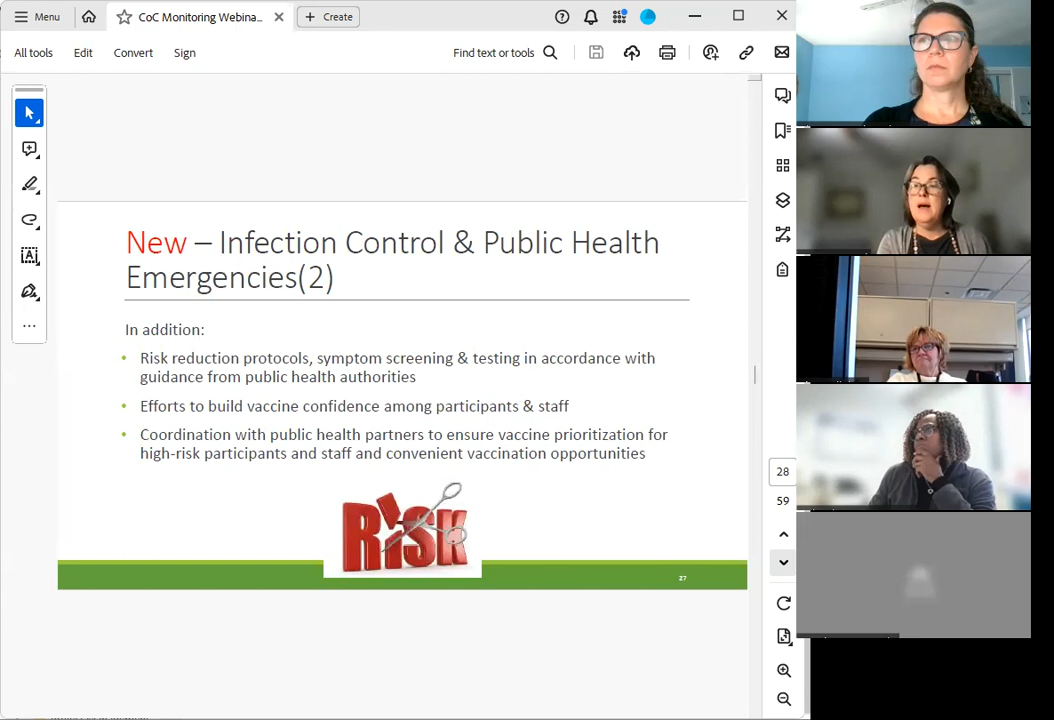 Menu
CoC Monitoring Webina...
Create
All tools
Edit
Convert
Sign
Find text or tools
New – Infection Control & Public Health
Emergencies(2)
In addition:
• Risk reduction protocols, symptom screening & testing in accordance with
guidance from public health authorities
• Efforts to build vaccine confidence among participants & staff
• Coordination with public health partners to ensure vaccine prioritization for
high-risk participants and staff and convenient vaccination opportunities
RiSK
27
28
59